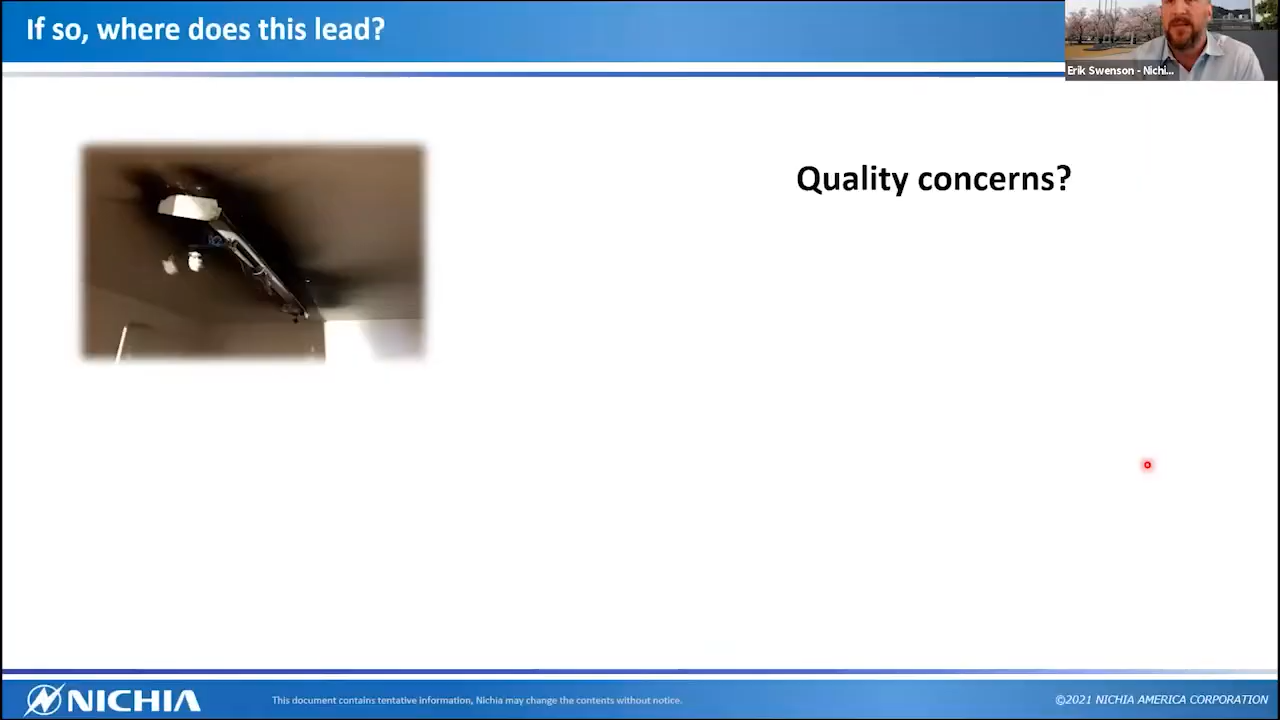 If so, where does this lead?
Erik Swenson - Nichi...
Quality concerns?
NICHIA
This document contains tentative information, Nichia may change the contents without notice.
©2021 NICHIA AMERICA CORPORATION